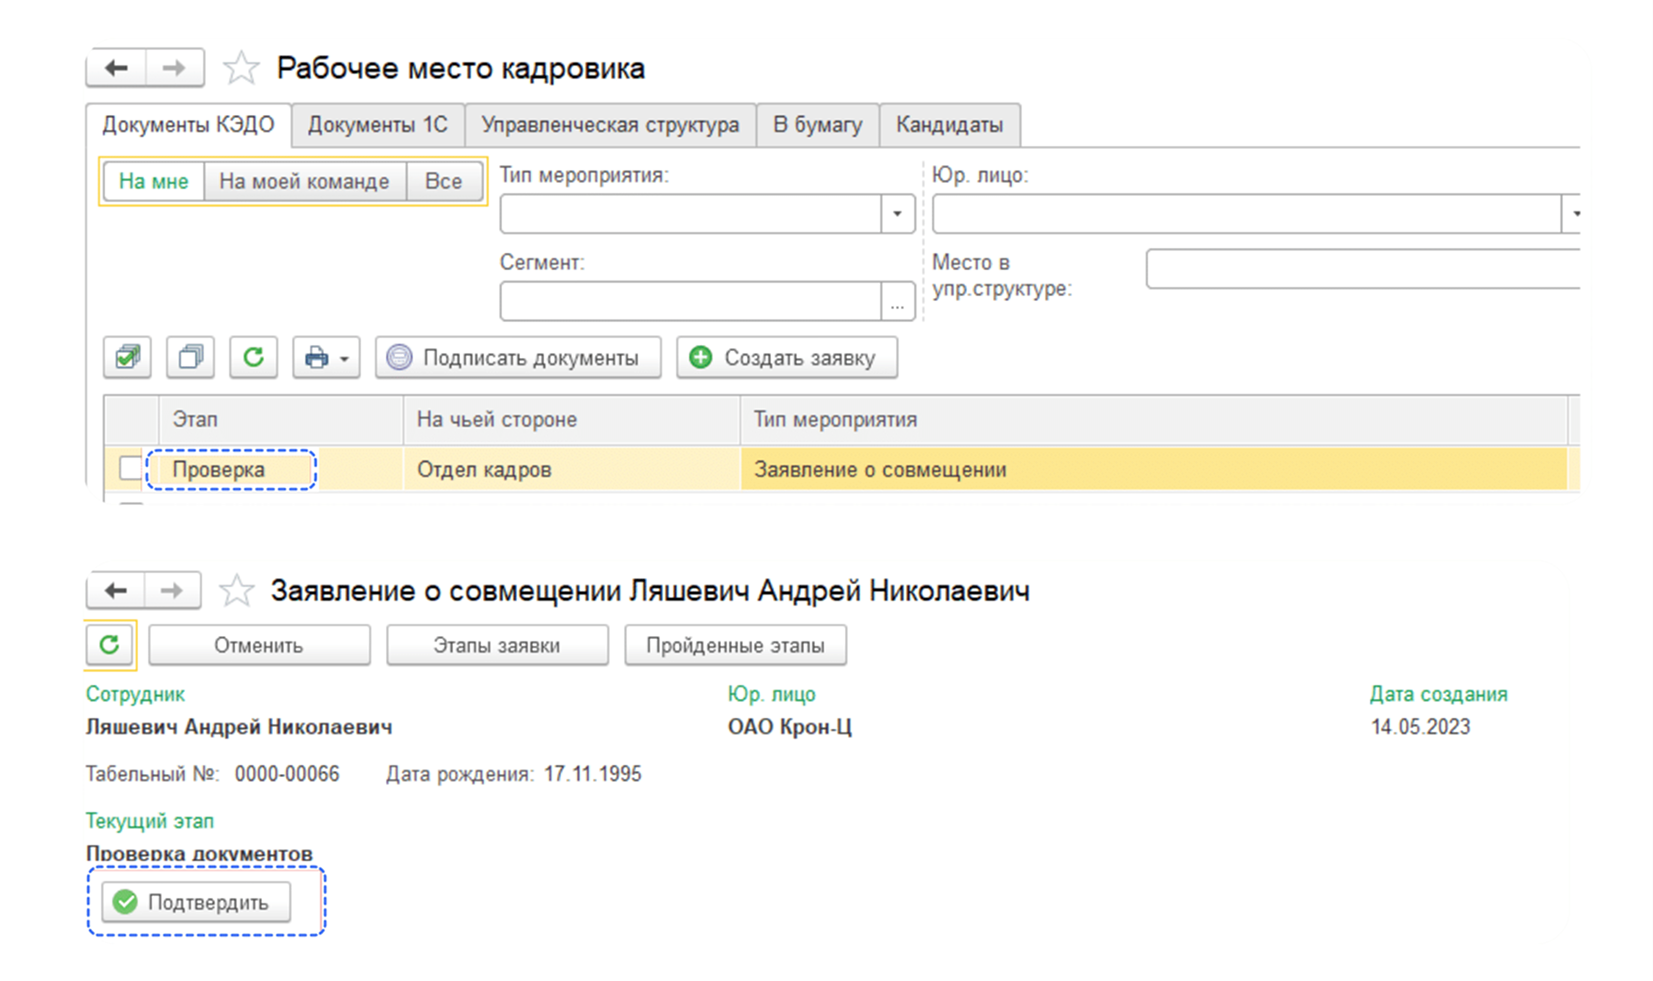 Рабочее место кадровика
Документы КЭДО Документы 1С Управленческая структура В бумагу Кандидаты
На мне На моей команде Все Тип мероприятия: Юр. лицо:
Сегмент: Место в
упр.структуре:
...
Подписать документы Создать заявку
Этап На чьей стороне Тип мероприятия
Проверка Отдел кадров Заявление о совмещении
Заявление о совмещении Ляшевич Андрей Николаевич
Отменить Этапы заявки Пройденные этапы
Сотрудник Юр. лицо Дата создания
Ляшевич Андрей Николаевич ОАО Крон-Ц 14.05.2023
Табельный №: 0000-00066 Дата рождения: 17.11.1995
Текущий этап
Проверка документов
Подтвердить